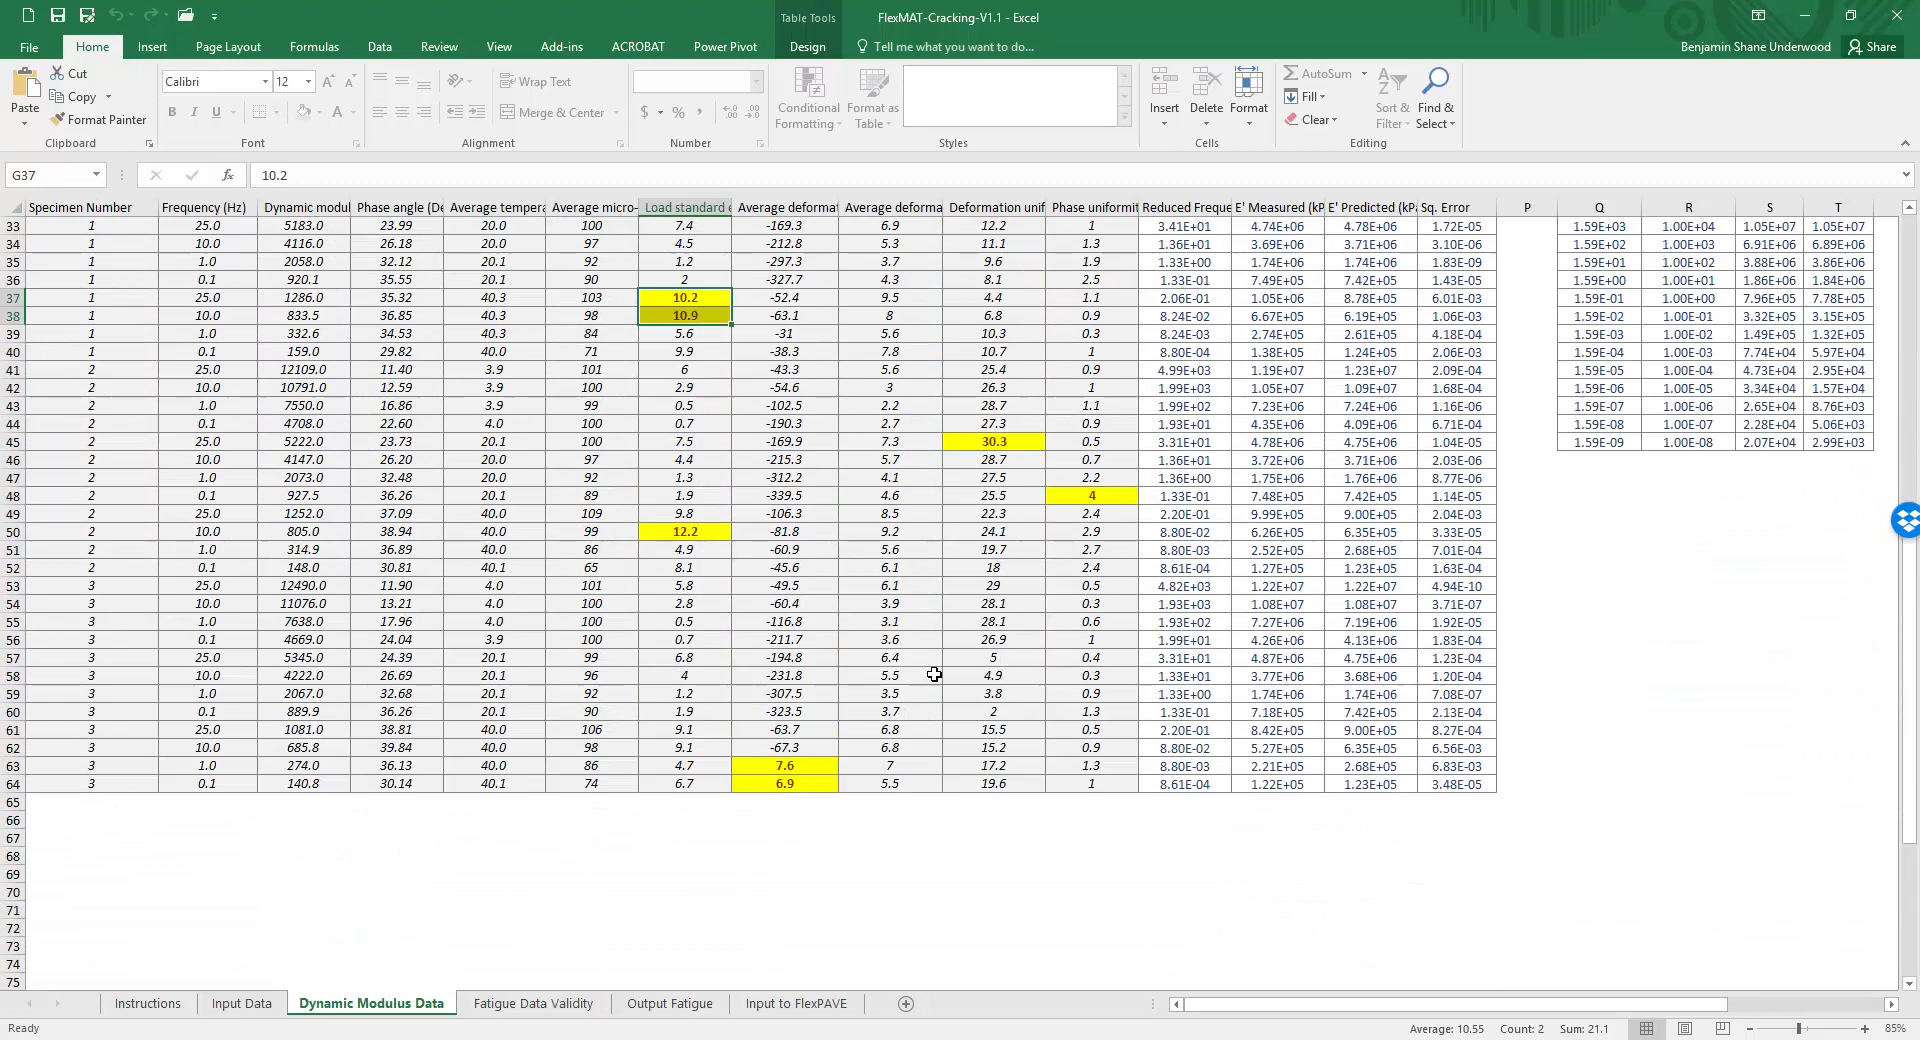 Table Tools
FlexMAT-Cracking-V1.1 - Excel
File Home Insert Page Layout Formulas Data Review View Add-ins ACROBAT Power Pivot Design Tell me what you want to do... Benjamin Shane Underwood Share
Paste Cut Copy Format Painter
Clipboard
Calibri 12
B I U A
Font
Wrap Text
Merge & Center
Alignment
$ %
Number
Conditional Formatting Format as Table
Styles
Insert Delete Format
Cells
AutoSum Fill Clear Sort & Filter Find & Select
Editing
G37 fx 10.2
Specimen Number Frequency (Hz) Dynamic modul Phase angle (De Average tempera Average micro- Load standard e Average deformat Average deforma Deformation unif Phase uniformit Reduced Freque E' Measured (kP E' Predicted (kPa Sq. Error P Q R S T
33 1 25.0 5183.0 23.99 20.0 100 7.4 -169.3 6.9 12.2 1 3.41E+01 4.74E+06 4.78E+06 1.72E-05 1.59E+03 1.00E+04 1.05E+07 1.05E+07
34 1 10.0 4116.0 26.18 20.0 97 4.5 -212.8 5.3 11.1 1.3 1.36E+01 3.69E+06 3.71E+06 3.10E-06 1.59E+02 1.00E+03 6.91E+06 6.89E+06
35 1 1.0 2058.0 32.12 20.1 92 1.2 -297.3 3.7 9.6 1.9 1.33E+00 1.74E+06 1.74E+06 1.83E-09 1.59E+01 1.00E+02 3.88E+06 3.86E+06
36 1 0.1 920.1 35.55 20.1 90 2 -327.7 4.3 8.1 2.5 1.33E-01 7.49E+05 7.42E+05 1.43E-05 1.59E+00 1.00E+01 1.86E+06 1.84E+06
37 1 25.0 1286.0 35.32 40.3 103 10.2 -52.4 9.5 4.4 1.1 2.06E-01 1.05E+06 8.78E+05 6.01E-03 1.59E-01 1.00E+00 7.96E+05 7.78E+05
38 1 10.0 833.5 36.85 40.3 98 10.9 -63.1 8 6.8 0.9 8.24E-02 6.67E+05 6.19E+05 1.06E-03 1.59E-02 1.00E-01 3.32E+05 3.15E+05
39 1 1.0 332.6 34.53 40.3 84 5.6 -31 5.6 10.3 0.3 8.24E-03 2.74E+05 2.61E+05 4.18E-04 1.59E-03 1.00E-02 1.49E+05 1.32E+05
40 1 0.1 159.0 29.82 40.0 71 9.9 -38.3 7.8 10.7 1 8.80E-04 1.38E+05 1.24E+05 2.06E-03 1.59E-04 1.00E-03 7.74E+04 5.97E+04
41 2 25.0 12109.0 11.40 3.9 101 6 -43.3 5.6 25.4 0.9 4.99E+03 1.19E+07 1.23E+07 2.09E-04 1.59E-05 1.00E-04 4.73E+04 2.95E+04
42 2 10.0 10791.0 12.59 3.9 100 2.9 -54.6 3 26.3 1 1.99E+03 1.05E+07 1.09E+07 1.68E-04 1.59E-06 1.00E-05 3.34E+04 1.57E+04
43 2 1.0 7550.0 16.86 3.9 99 0.5 -102.5 2.2 28.7 1.1 1.99E+02 7.23E+06 7.24E+06 1.16E-06 1.59E-07 1.00E-06 2.65E+04 8.76E+03
44 2 0.1 4708.0 22.60 4.0 100 0.7 -190.3 2.7 27.3 0.9 1.93E+01 4.35E+06 4.09E+06 6.71E-04 1.59E-08 1.00E-07 2.28E+04 5.06E+03
45 2 25.0 5222.0 23.73 20.1 100 7.5 -169.9 7.3 30.3 0.5 3.31E+01 4.78E+06 4.75E+06 1.04E-05 1.59E-09 1.00E-08 2.07E+04 2.99E+03
46 2 10.0 4147.0 26.20 20.0 97 4.4 -215.3 5.7 28.7 0.7 1.36E+01 3.72E+06 3.71E+06 2.03E-06
47 2 1.0 2073.0 32.48 20.0 92 1.3 -312.2 4.1 27.5 2.2 1.36E+00 1.75E+06 1.76E+06 8.77E-06
48 2 0.1 927.5 36.26 20.1 89 1.9 -339.5 4.6 25.5 4 1.33E-01 7.48E+05 7.42E+05 1.14E-05
49 2 25.0 1252.0 37.09 40.0 109 9.8 -106.3 8.5 22.3 2.4 2.20E-01 9.99E+05 9.00E+05 2.04E-03
50 2 10.0 805.0 38.94 40.0 99 12.2 -81.8 9.2 24.1 2.9 8.80E-02 6.26E+05 6.35E+05 3.33E-05
51 2 1.0 314.9 36.89 40.0 86 4.9 -60.9 5.6 19.7 2.7 8.80E-03 2.52E+05 2.68E+05 7.01E-04
52 2 0.1 148.0 30.81 40.1 65 8.1 -45.6 6.1 18 2.4 8.61E-04 1.27E+05 1.23E+05 1.63E-04
53 3 25.0 12490.0 11.90 4.0 101 5.8 -49.5 6.1 29 0.5 4.82E+03 1.22E+07 1.22E+07 4.94E-10
54 3 10.0 11076.0 13.21 4.0 100 2.8 -60.4 3.9 28.1 0.3 1.93E+03 1.08E+07 1.08E+07 3.71E-07
55 3 1.0 7638.0 17.96 4.0 100 0.5 -116.8 3.1 28.1 0.6 1.93E+02 7.27E+06 7.19E+06 1.92E-05
56 3 0.1 4669.0 24.04 3.9 100 0.7 -211.7 3.6 26.9 1 1.99E+01 4.26E+06 4.13E+06 1.83E-04
57 3 25.0 5345.0 24.39 20.1 99 6.8 -194.8 6.4 5 0.4 3.31E+01 4.87E+06 4.75E+06 1.23E-04
58 3 10.0 4222.0 26.69 20.1 96 4 -231.8 5.5 4.9 0.3 1.33E+01 3.77E+06 3.68E+06 1.20E-04
59 3 1.0 2067.0 32.68 20.1 92 1.2 -307.5 3.5 3.8 0.9 1.33E+00 1.74E+06 1.74E+06 7.08E-07
60 3 0.1 889.9 36.26 20.1 90 1.9 -323.5 3.7 2 1.3 1.33E-01 7.18E+05 7.42E+05 2.13E-04
61 3 25.0 1081.0 38.81 40.0 106 9.1 -63.7 6.8 15.5 0.5 2.20E-01 8.42E+05 9.00E+05 8.27E-04
62 3 10.0 685.8 39.84 40.0 98 9.1 -67.3 6.8 15.2 0.9 8.80E-02 5.27E+05 6.35E+05 6.56E-03
63 3 1.0 274.0 36.13 40.0 86 4.7 7.6 7 17.2 1.3 8.80E-03 2.21E+05 2.68E+05 6.83E-03
64 3 0.1 140.8 30.14 40.1 74 6.7 6.9 5.5 19.6 1 8.61E-04 1.22E+05 1.23E+05 3.48E-05
65
66
67
68
69
70
71
72
73
74
75
Instructions Input Data Dynamic Modulus Data Fatigue Data Validity Output Fatigue Input to FlexPAVE
Ready Average: 10.55 Count: 2 Sum: 21.1 85%